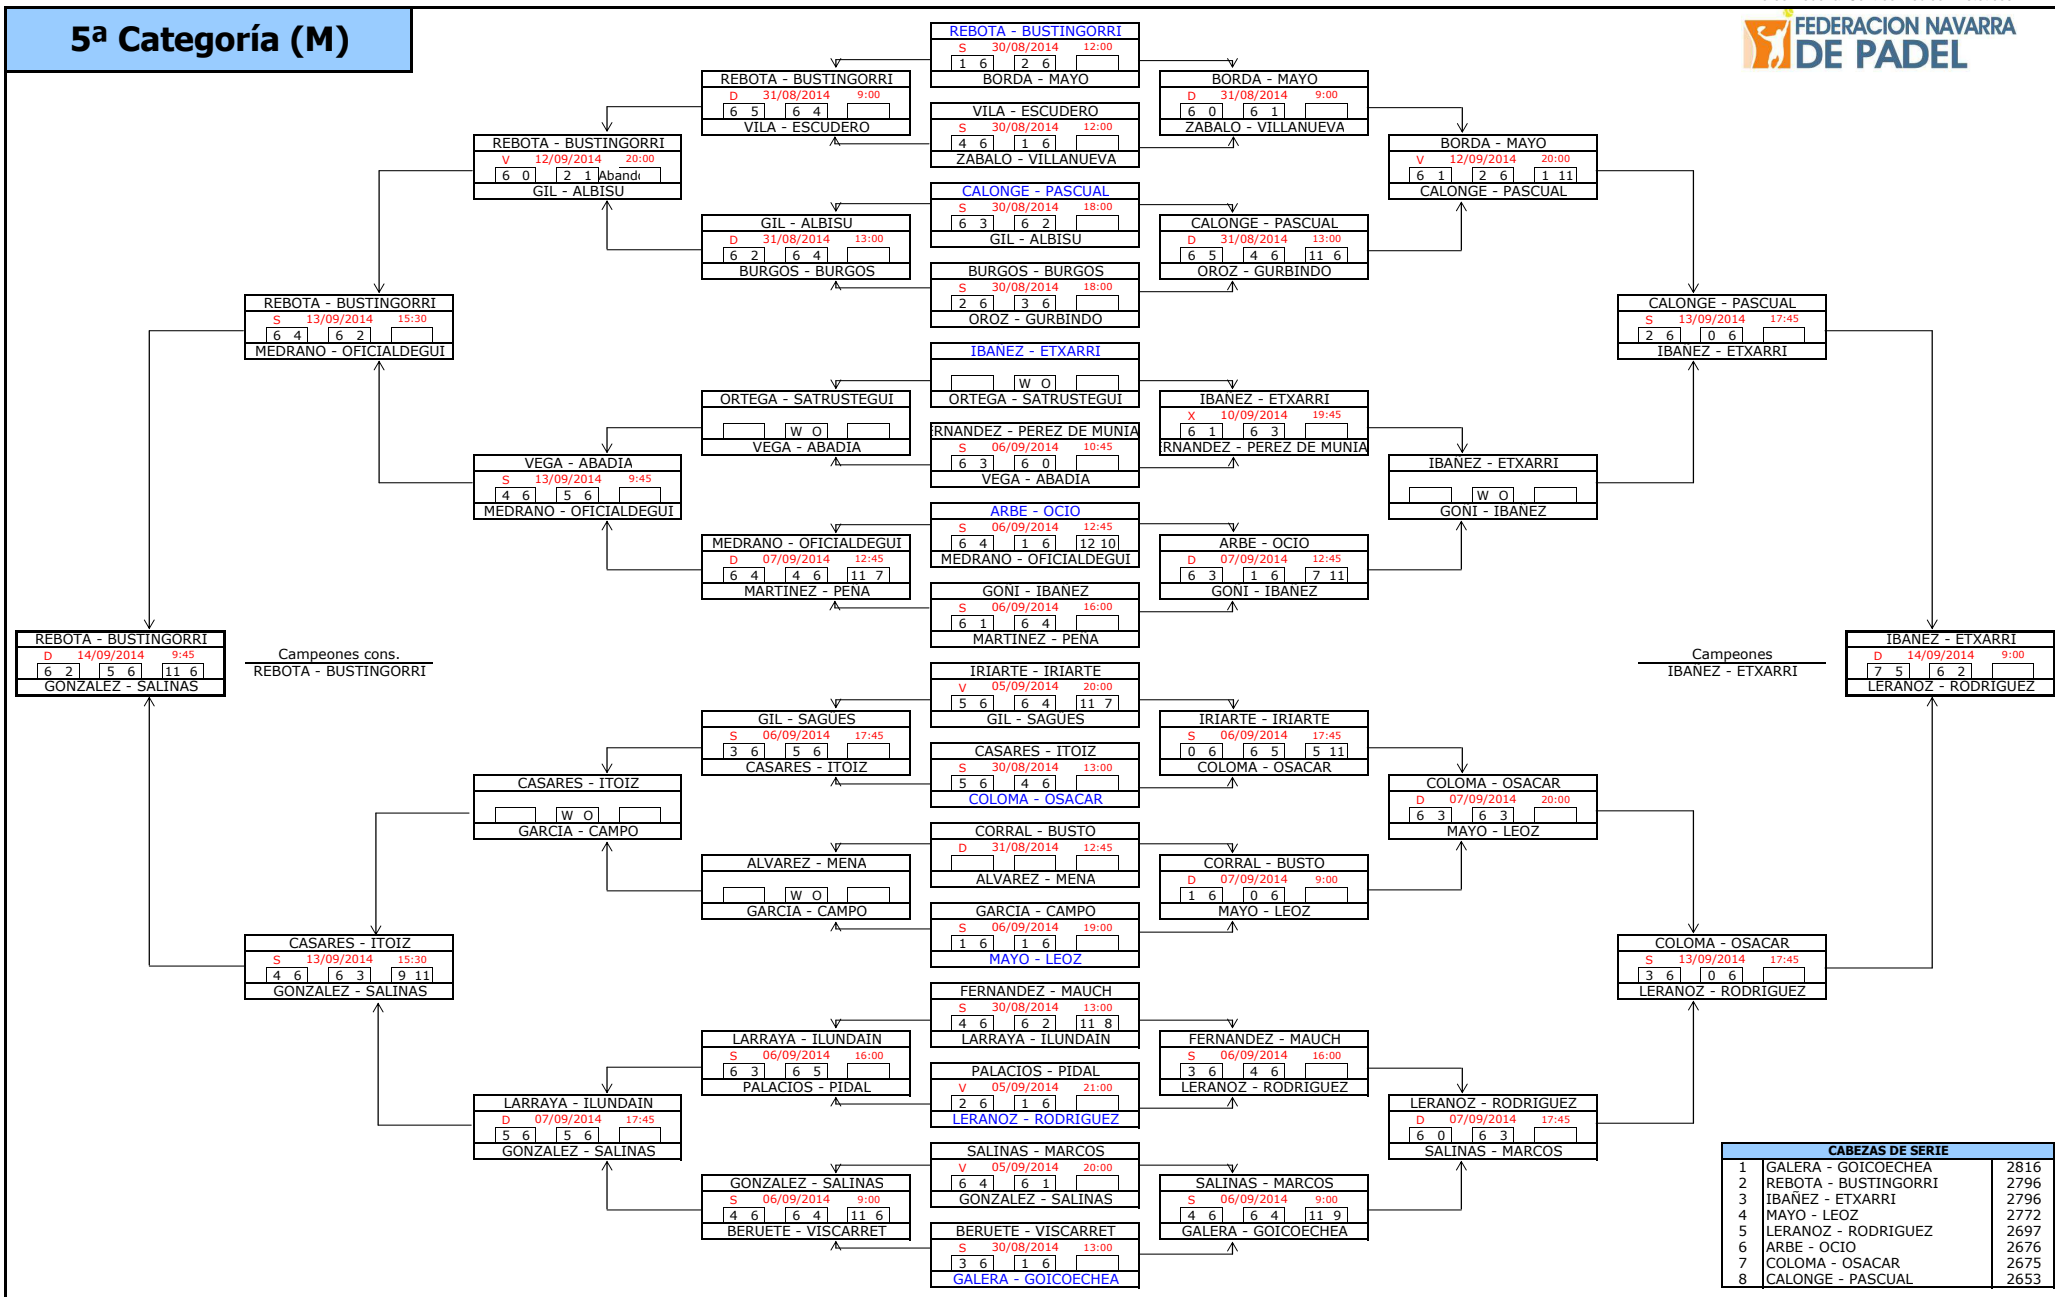 5ª Categoría (M)
FEDERACION NAVARRA
DE PADEL
REBOTA - BUSTINGORRI
S 30/08/2014 12:00
1 6 2 6
BORDA - MAYO
VILA - ESCUDERO
S 30/08/2014 12:00
4 6 1 6
ZABALO - VILLANUEVA
CALONGE - PASCUAL
S 30/08/2014 18:00
6 3 6 2
GIL - ALBISU
BURGOS - BURGOS
S 30/08/2014 18:00
2 6 3 6
OROZ - GURBINDO
IBAÑEZ - ETXARRI
W O
ORTEGA - SATRUSTEGUI
ERNANDEZ - PEREZ DE MUNIA
S 06/09/2014 10:45
6 3 6 0
VEGA - ABADIA
ARBE - OCIO
S 06/09/2014 12:45
6 4 1 6 12 10
MEDRANO - OFICIALDEGUI
GOÑI - IBAÑEZ
S 06/09/2014 16:00
6 1 6 4
MARTINEZ - PEÑA
IRIARTE - IRIARTE
V 05/09/2014 20:00
5 6 6 4 11 7
GIL - SAGÜES
CASARES - ITOIZ
S 30/08/2014 13:00
5 6 4 6
COLOMA - OSACAR
CORRAL - BUSTO
D 31/08/2014 12:45
ALVAREZ - MENA
GARCIA - CAMPO
S 06/09/2014 19:00
1 6 1 6
MAYO - LEOZ
FERNANDEZ - MAUCH
S 30/08/2014 13:00
4 6 6 2 11 8
LARRAYA - ILUNDAIN
PALACIOS - PIDAL
V 05/09/2014 21:00
2 6 1 6
LERANOZ - RODRIGUEZ
SALINAS - MARCOS
V 05/09/2014 20:00
6 4 6 1
GONZALEZ - SALINAS
BERUETE - VISCARRET
S 30/08/2014 13:00
3 6 1 6
GALERA - GOICOECHEA
REBOTA - BUSTINGORRI
D 31/08/2014 9:00
6 5 6 4
VILA - ESCUDERO
GIL - ALBISU
D 31/08/2014 13:00
6 2 6 4
BURGOS - BURGOS
ORTEGA - SATRUSTEGUI
W O
VEGA - ABADIA
MEDRANO - OFICIALDEGUI
D 07/09/2014 12:45
6 4 4 6 11 7
MARTINEZ - PEÑA
GIL - SAGÜES
S 06/09/2014 17:45
3 6 5 6
CASARES - ITOIZ
ALVAREZ - MENA
W O
GARCIA - CAMPO
LARRAYA - ILUNDAIN
S 06/09/2014 16:00
6 3 6 5
PALACIOS - PIDAL
GONZALEZ - SALINAS
S 06/09/2014 9:00
4 6 6 4 11 6
BERUETE - VISCARRET
REBOTA - BUSTINGORRI
V 12/09/2014 20:00
6 0 2 1 Aband
GIL - ALBISU
VEGA - ABADIA
S 13/09/2014 9:45
4 6 5 6
MEDRANO - OFICIALDEGUI
CASARES - ITOIZ
W O
GARCIA - CAMPO
LARRAYA - ILUNDAIN
D 07/09/2014 17:45
5 6 5 6
GONZALEZ - SALINAS
REBOTA - BUSTINGORRI
S 13/09/2014 15:30
6 4 6 2
MEDRANO - OFICIALDEGUI
CASARES - ITOIZ
S 13/09/2014 15:30
4 6 6 3 9 11
GONZALEZ - SALINAS
REBOTA - BUSTINGORRI
D 14/09/2014 9:45
6 2 5 6 11 6
GONZALEZ - SALINAS
Campeones cons.
REBOTA - BUSTINGORRI
BORDA - MAYO
D 31/08/2014 9:00
6 0 6 1
ZABALO - VILLANUEVA
CALONGE - PASCUAL
D 31/08/2014 13:00
6 5 4 6 11 6
OROZ - GURBINDO
IBAÑEZ - ETXARRI
X 10/09/2014 19:45
6 1 6 3
ERNANDEZ - PEREZ DE MUNIA
ARBE - OCIO
D 07/09/2014 12:45
6 3 1 6 7 11
GOÑI - IBAÑEZ
IRIARTE - IRIARTE
S 06/09/2014 17:45
0 6 6 5 5 11
COLOMA - OSACAR
CORRAL - BUSTO
D 07/09/2014 9:00
1 6 0 6
MAYO - LEOZ
FERNANDEZ - MAUCH
S 06/09/2014 16:00
3 6 4 6
LERANOZ - RODRIGUEZ
SALINAS - MARCOS
S 06/09/2014 9:00
4 6 6 4 11 9
GALERA - GOICOECHEA
BORDA - MAYO
V 12/09/2014 20:00
6 1 2 6 1 11
CALONGE - PASCUAL
IBAÑEZ - ETXARRI
W O
GOÑI - IBAÑEZ
COLOMA - OSACAR
D 07/09/2014 20:00
6 3 6 3
MAYO - LEOZ
LERANOZ - RODRIGUEZ
D 07/09/2014 17:45
6 0 6 3
SALINAS - MARCOS
CALONGE - PASCUAL
S 13/09/2014 17:45
2 6 0 6
IBAÑEZ - ETXARRI
COLOMA - OSACAR
S 13/09/2014 17:45
3 6 0 6
LERANOZ - RODRIGUEZ
Campeones
IBAÑEZ - ETXARRI
IBAÑEZ - ETXARRI
D 14/09/2014 9:00
7 5 6 2
LERANOZ - RODRIGUEZ
CABEZAS DE SERIE
1 GALERA - GOICOECHEA 2816
2 REBOTA - BUSTINGORRI 2796
3 IBAÑEZ - ETXARRI 2796
4 MAYO - LEOZ 2772
5 LERANOZ - RODRIGUEZ 2697
6 ARBE - OCIO 2676
7 COLOMA - OSACAR 2675
8 CALONGE - PASCUAL 2653